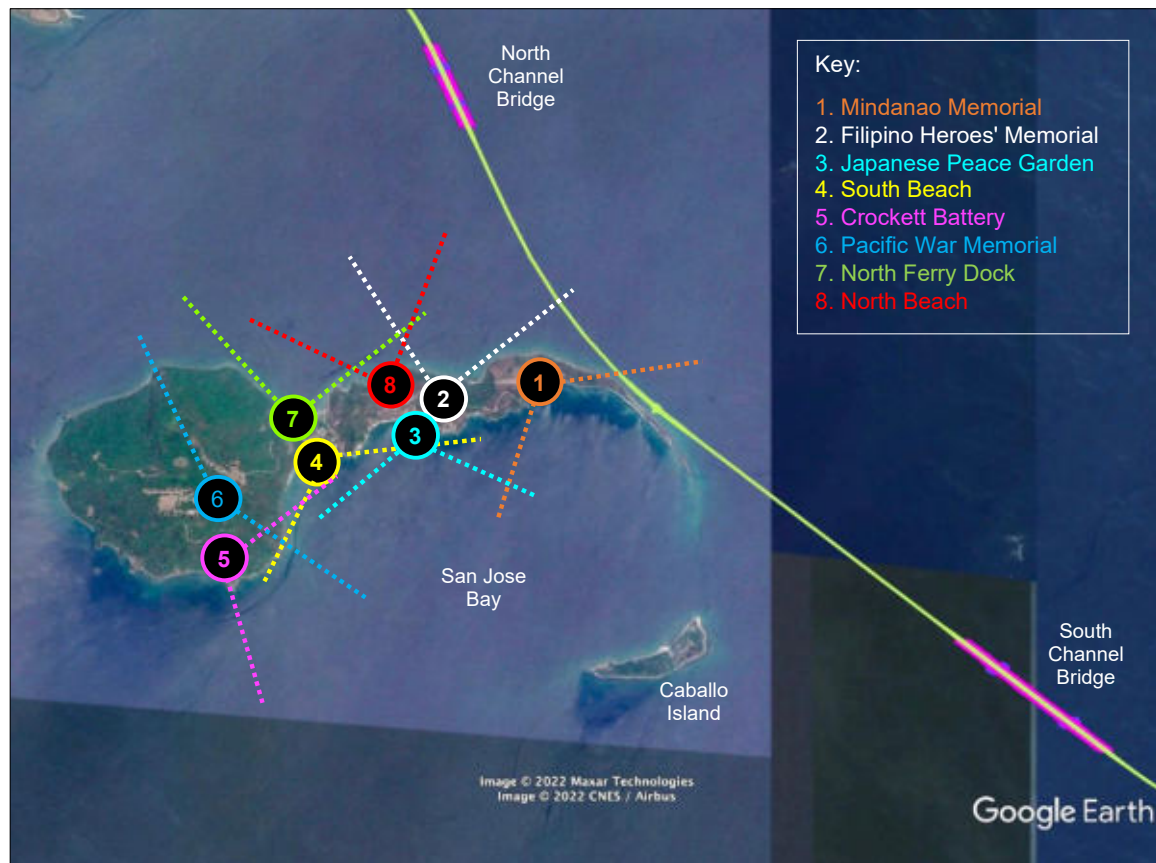 North
Channel
Bridge
Key:
1. Mindanao Memorial
2. Filipino Heroes' Memorial
3. Japanese Peace Garden
4. South Beach
5. Crockett Battery
6. Pacific War Memorial
7. North Ferry Dock
8. North Beach
8
1
2
7
3
4
6
5
San Jose
Bay
South
Channel
Bridge
Caballo
Island
Image © 2022 Maxar Technologies
Image © 2022 CNES / Airbus
Google Earth